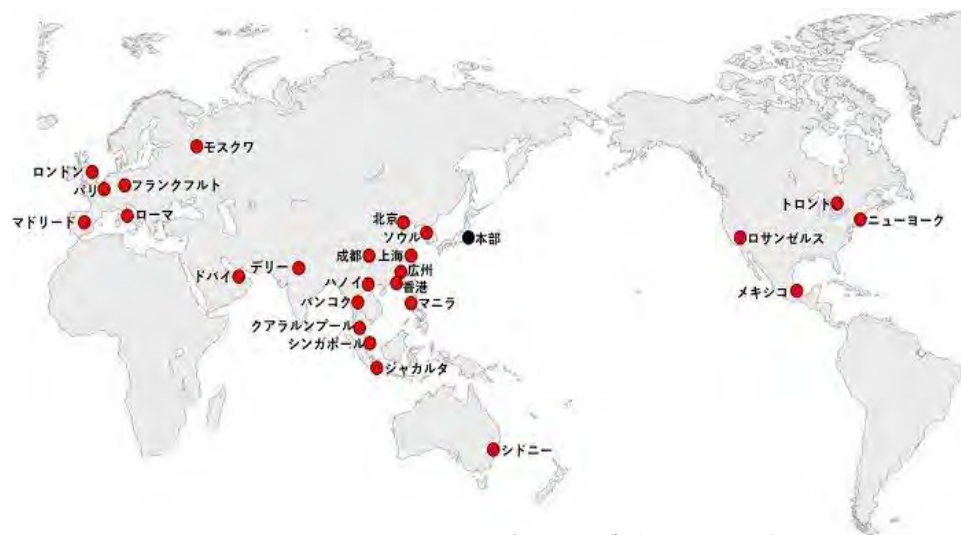 モスクワ
ロンドン
フランクフルト
パリ
マドリード
ローマ
トロント
北京
ニューヨーク
ソウル
本部
ロサンゼルス
成都
上海
デリー
広州
ドバイ
ハノイ
香港
メキシコ
バンコク
マニラ
クアラルンプール
シンガポール
ジャカルタ
シドニー